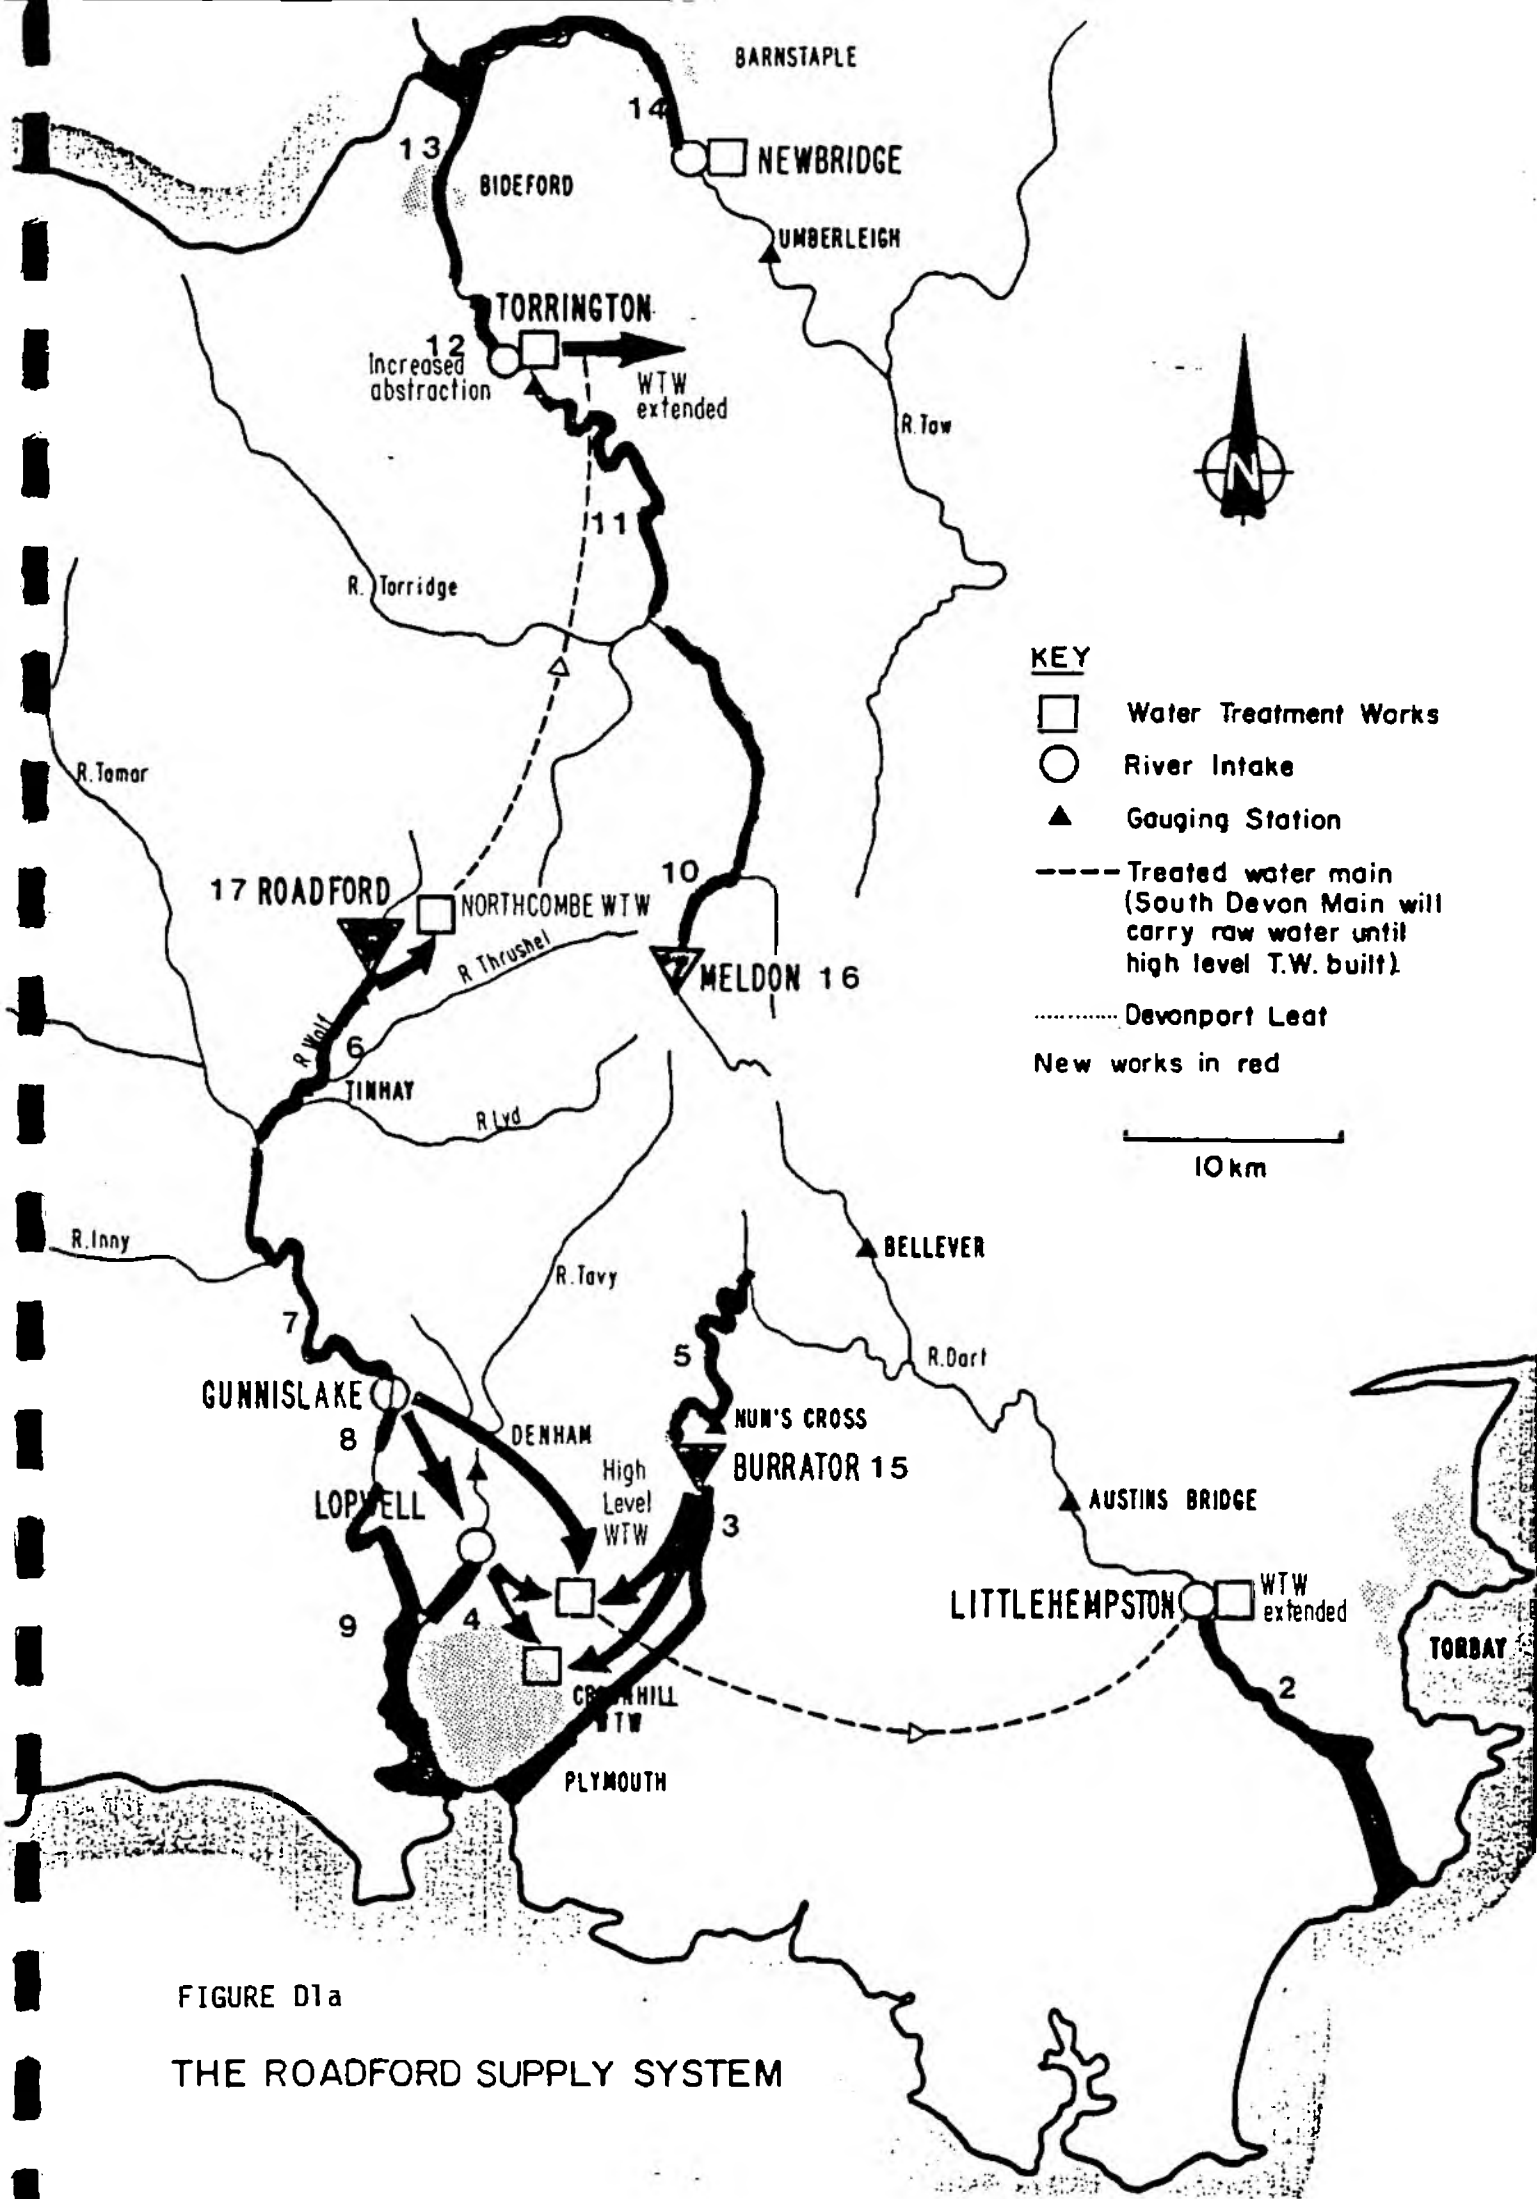 BARNSTAPLE
14
13
NEWBRIDGE
BIDEFORD
UMBERLEIGH
TORRINGTON
12
Increased
abstraction
WTW
extended
R. Taw
11
R. Torridge
KEY
Water Treatment Works
River Intake
Gauging Station
Treated water main
(South Devon Main will
carry raw water until
high level T.W. built).
Devonport Leat
New works in red
10 km
R. Tamar
10
17 ROADFORD
NORTHCOMBE WTW
R Thrushel
MELDON 16
R Wolf
6
TINHAY
R. Lyd
R. Inny
BELLEVER
R. Tavy
7
5
R. Dart
GUNNISLAKE
NUN'S CROSS
8
DENHAM
BURRATOR 15
High
Level
WTW
LOPWELL
3
AUSTINS BRIDGE
WTW
extended
LITTLEHEMPSTON
9
4
TORBAY
2
CROWNHILL
WTW
PLYMOUTH
FIGURE D1a
THE ROADFORD SUPPLY SYSTEM
N